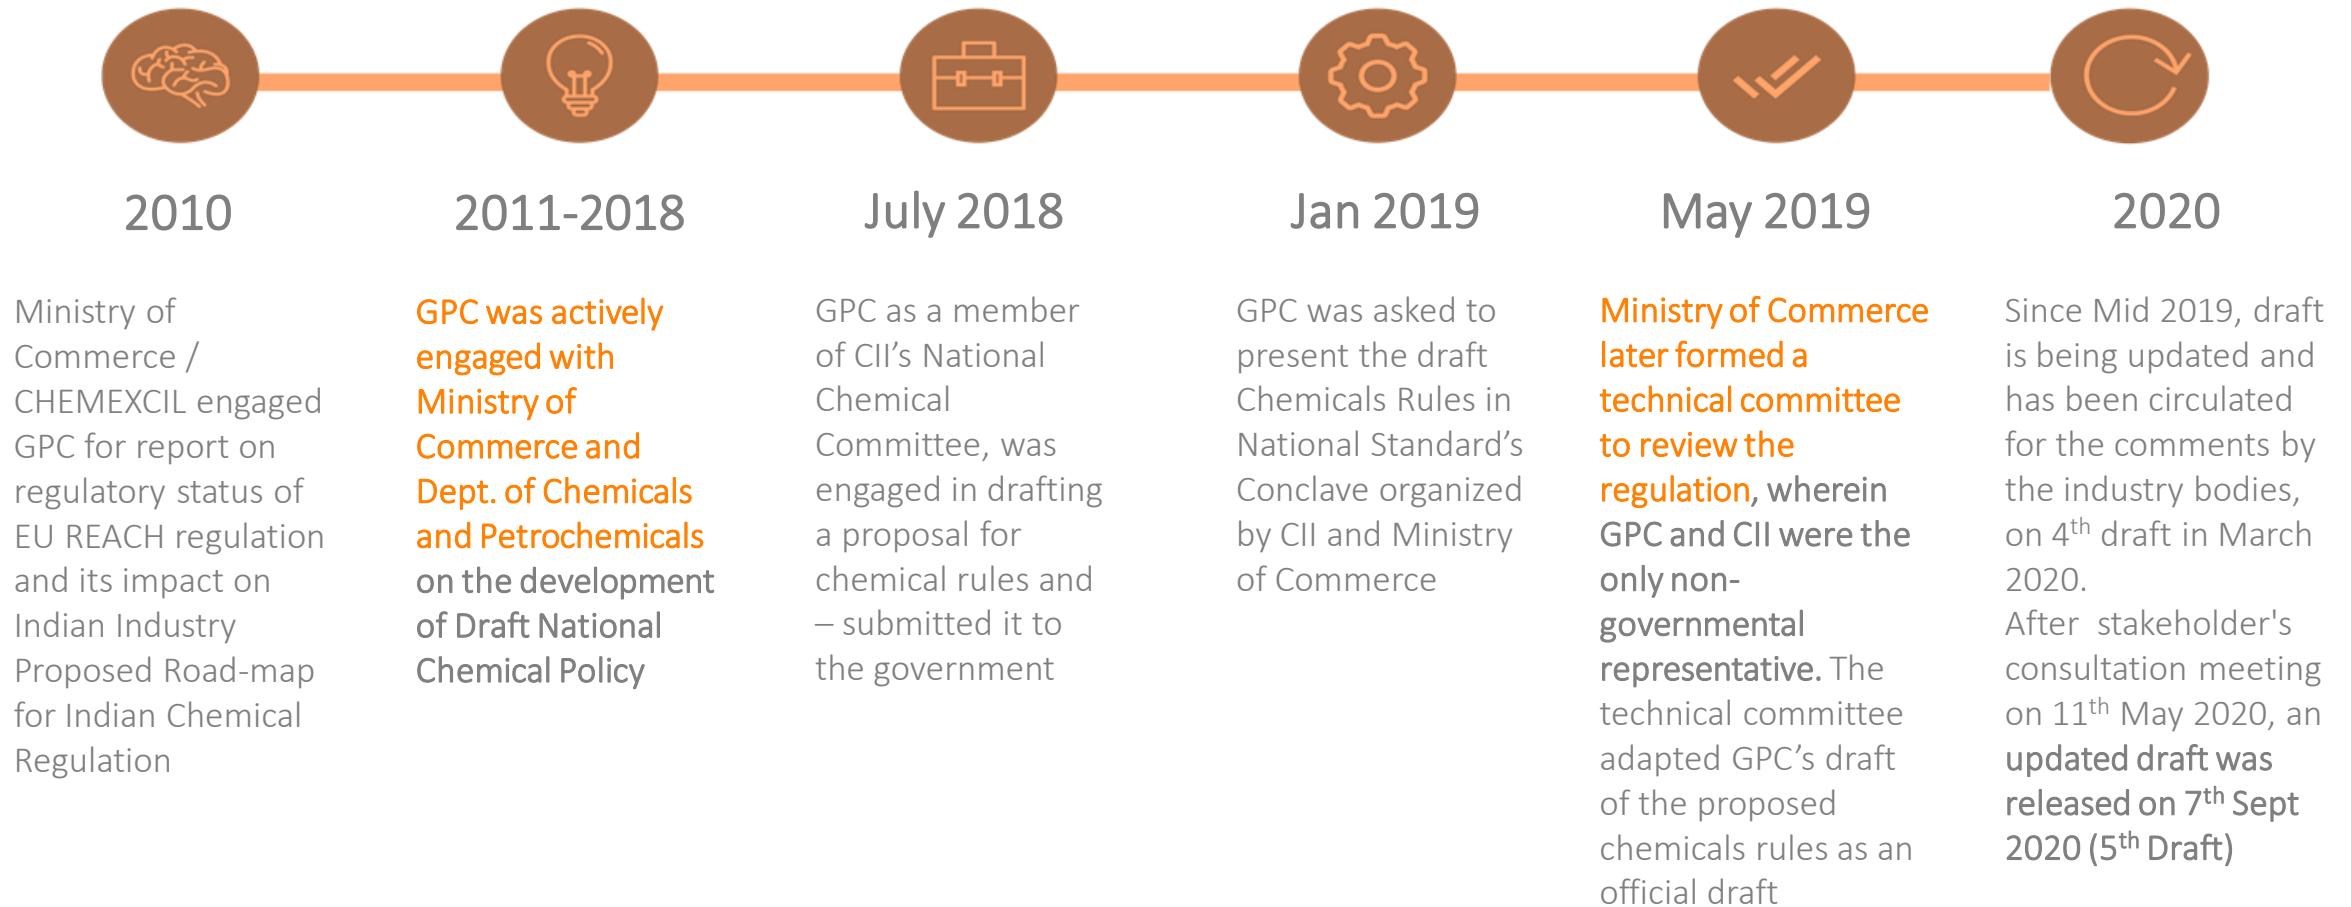 2010
Ministry of
Commerce /
CHEMEXCIL engaged
GPC for report on
regulatory status of
EU REACH regulation
and its impact on
Indian Industry
Proposed Road-map
for Indian Chemical
Regulation
2011-2018
GPC was actively
engaged with
Ministry of
Commerce and
Dept. of Chemicals
and Petrochemicals
on the development
of Draft National
Chemical Policy
July 2018
GPC as a member
of CII’s National
Chemical
Committee, was
engaged in drafting
a proposal for
chemical rules and
– submitted it to
the government
Jan 2019
GPC was asked to
present the draft
Chemicals Rules in
National Standard’s
Conclave organized
by CII and Ministry
of Commerce
May 2019
Ministry of Commerce
later formed a
technical committee
to review the
regulation, wherein
GPC and CII were the
only non-
governmental
representative. The
technical committee
adapted GPC’s draft
of the proposed
chemicals rules as an
official draft
2020
Since Mid 2019, draft
is being updated and
has been circulated
for the comments by
the industry bodies,
on 4th draft in March
2020.
After stakeholder's
consultation meeting
on 11th May 2020, an
updated draft was
released on 7th Sept
2020 (5th Draft)